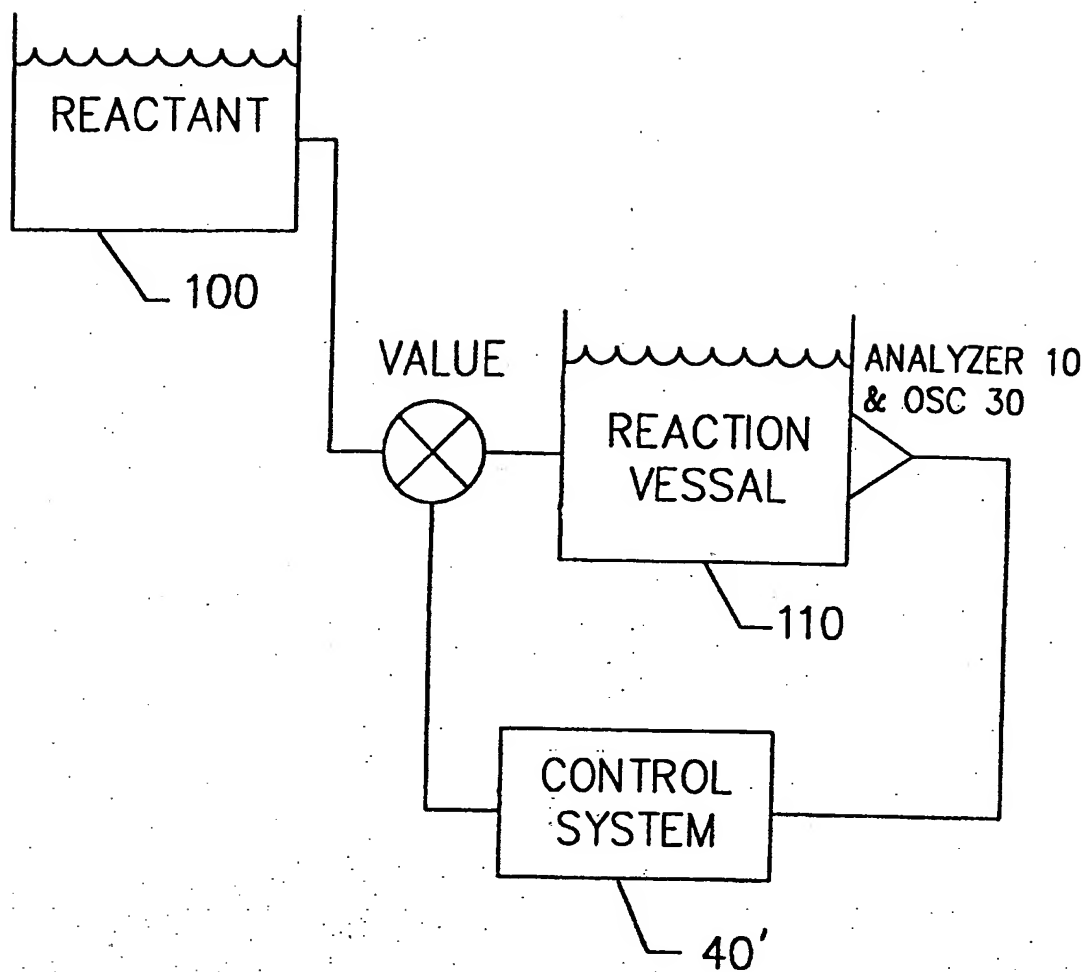 REACTANT
100
VALUE
ANALYZER 10
& OSC 30
REACTION
VESSAL
110
CONTROL
SYSTEM
40'